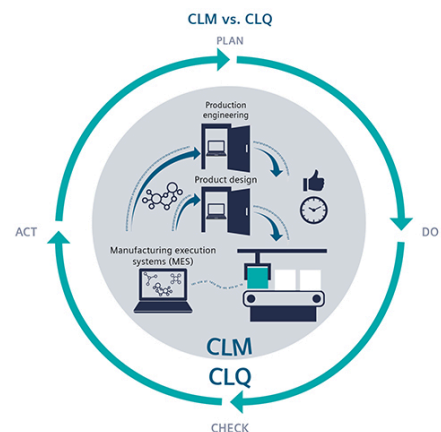 CLM vs. CLQ
PLAN
Production
engineering
Product design
ACT
DO
Manufacturing execution
systems (MES)
CLM
CLQ
CHECK